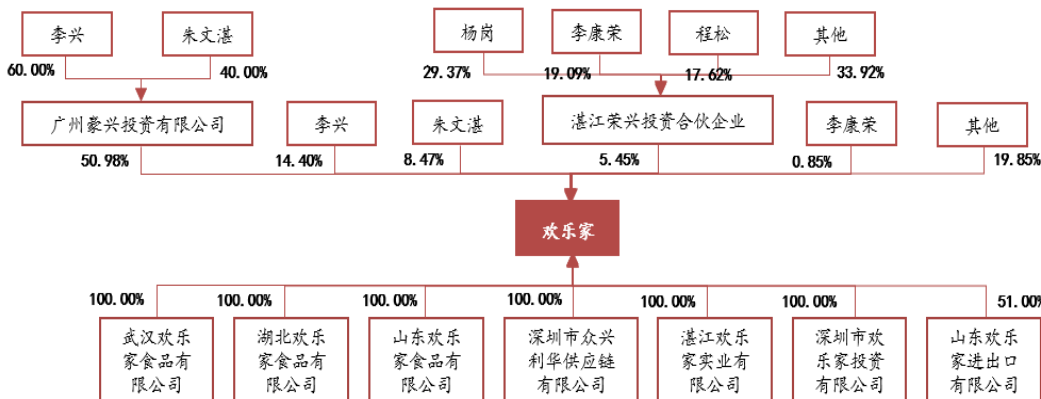 李兴
朱文湛
杨岗
李康荣
程松
其他
60.00%
40.00%
29.37%
19.09%
17.62%
33.92%
广州豪兴投资有限公司
李兴
朱文湛
湛江荣兴投资合伙企业
李康荣
其他
50.98%
14.40%
8.47%
5.45%
0.85%
19.85%
欢乐家
100.00%
100.00%
100.00%
100.00%
100.00%
100.00%
51.00%
武汉欢乐
家食品有
限公司
湖北欢乐
家食品有
限公司
山东欢乐
家食品有
限公司
深圳市众兴
利华供应链
有限公司
湛江欢乐
家实业有
限公司
深圳市欢
乐家投资
有限公司
山东欢乐
家进出口
有限公司